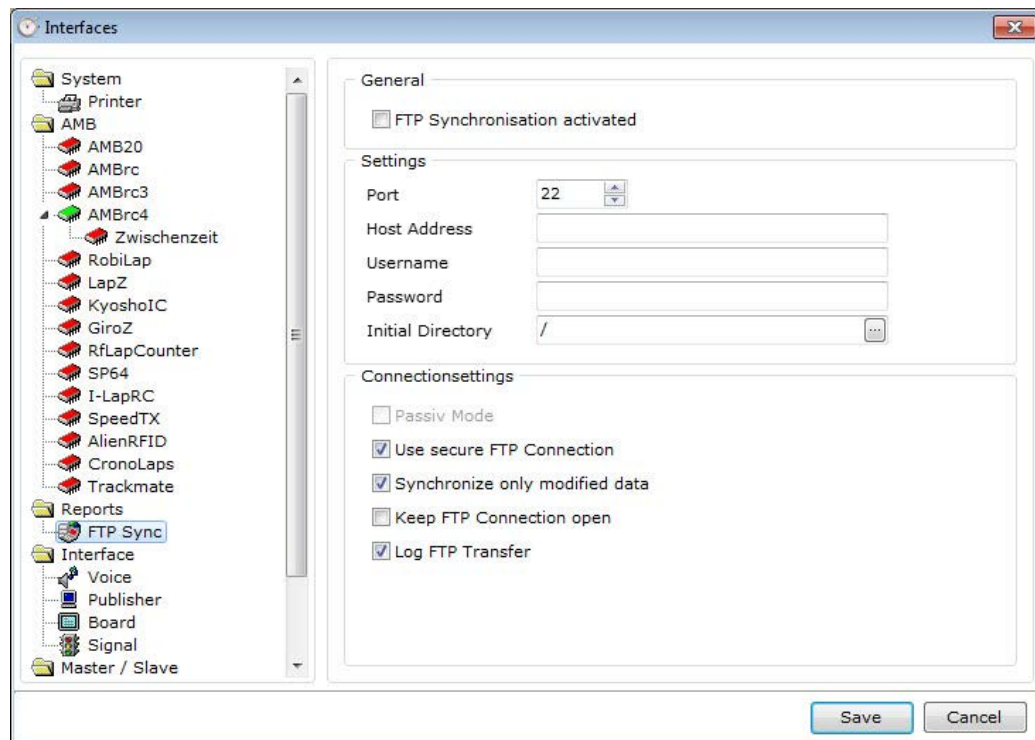 Interfaces
System
Printer
AMB
AMB20
AMBrc
AMBrc3
AMBrc4
Zwischenzeit
RobiLap
LapZ
KyoshoIC
GiroZ
RfLapCounter
SP64
I-LapRC
SpeedTX
AlienRFID
CronoLaps
Trackmate
Reports
FTP Sync
Interface
Voice
Publisher
Board
Signal
Master / Slave
General
FTP Synchronisation activated
Settings
Port 22
Host Address
Username
Password
Initial Directory / ...
Connectionsettings
Passiv Mode
Use secure FTP Connection
Synchronize only modified data
Keep FTP Connection open
Log FTP Transfer
Save Cancel